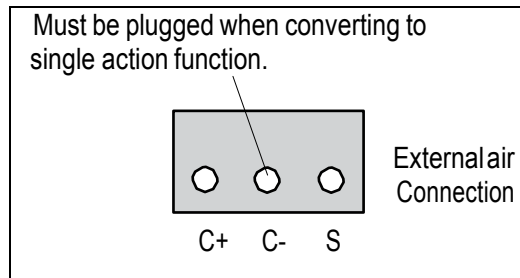 Must be plugged when converting to
single action function.
External air
Connection
C+ C- S